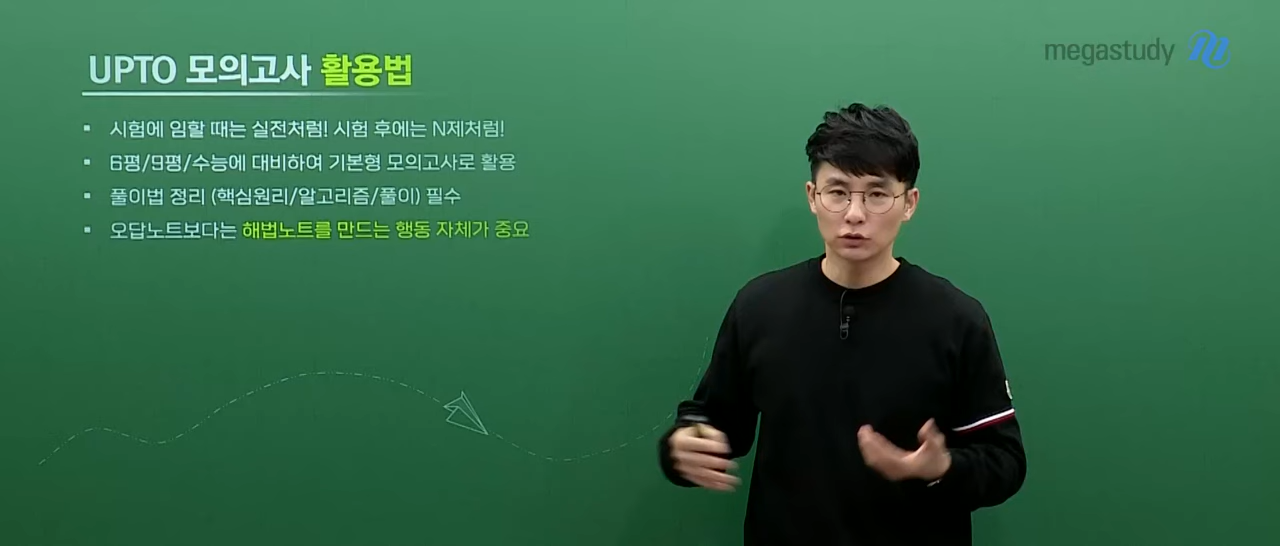 megastudy
UPTO 모의고사 활용법
시험에 임할 때는 실전처럼! 시험 후에는 N제처럼!
6평/9평/수능에 대비하여 기본형 모의고사로 활용
풀이법 정리 (핵심원리/알고리즘/풀이) 필수
오답노트보다는 해법노트를 만드는 행동 자체가 중요